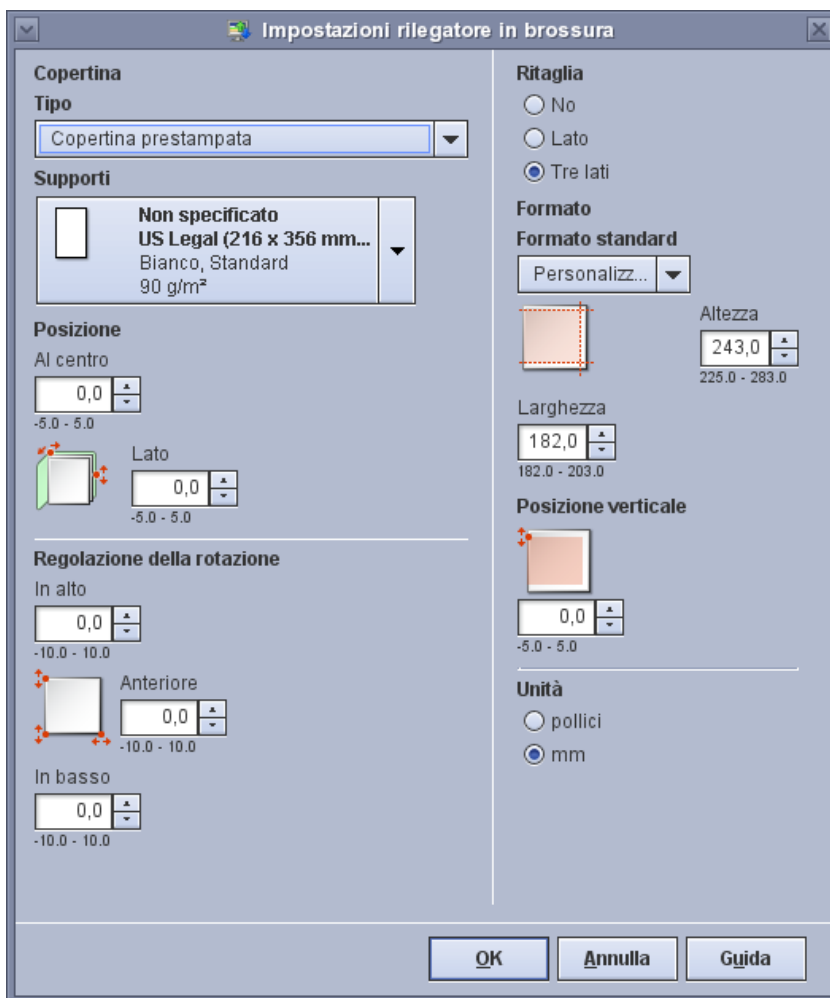 Impostazioni rilegatore in brossura
Copertina
Tipo
Copertina prestampata
Supporti
Non specificato
US Legal (216 x 356 mm...
Bianco, Standard
90 g/m²
Posizione
Al centro
0,0
-5.0 - 5.0
Lato
0,0
-5.0 - 5.0
Regolazione della rotazione
In alto
0,0
-10.0 - 10.0
Anteriore
0,0
-10.0 - 10.0
In basso
0,0
-10.0 - 10.0
Ritaglia
No
Lato
Tre lati
Formato
Formato standard
Personalizz...
Altezza
243,0
225.0 - 283.0
Larghezza
182,0
182.0 - 203.0
Posizione verticale
0,0
-5.0 - 5.0
Unità
pollici
mm
OK
Annulla
Guida